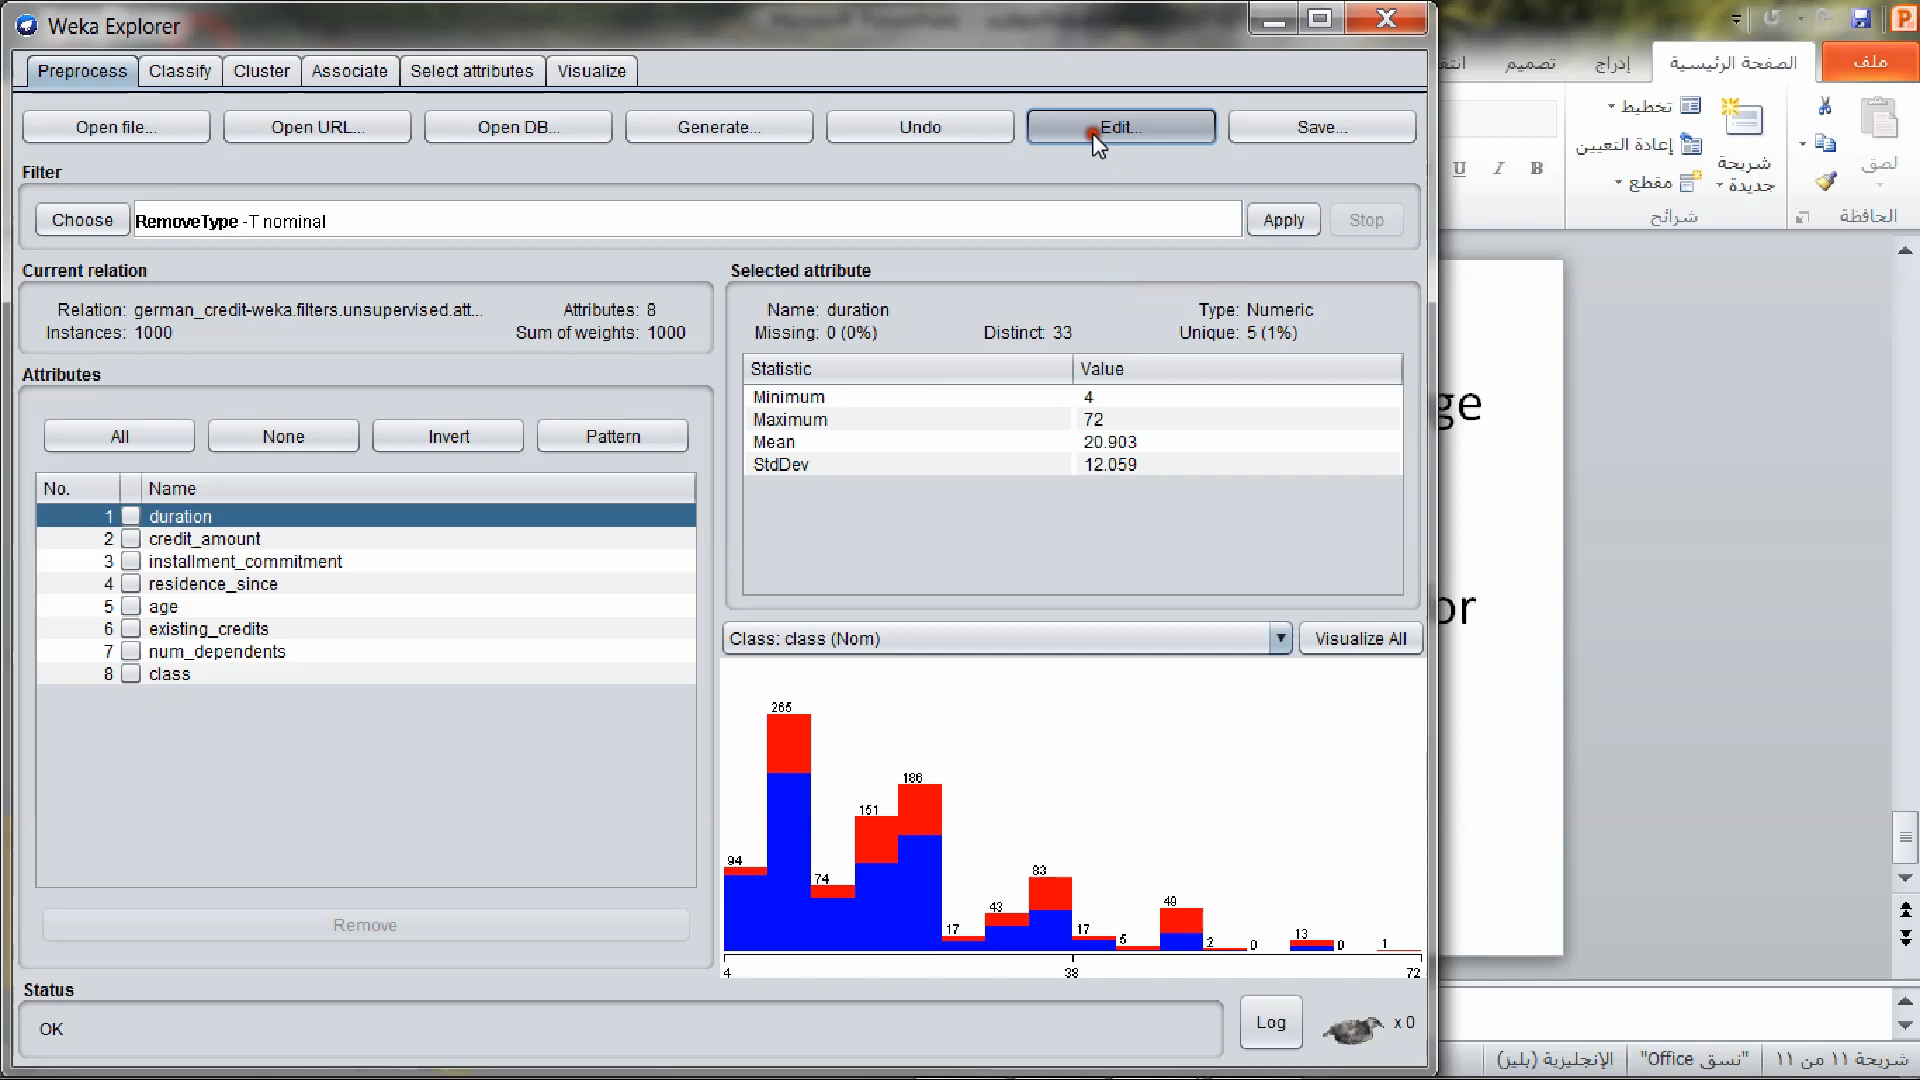 Weka Explorer
Preprocess Classify Cluster Associate Select attributes Visualize
Open file... Open URL... Open DB... Generate... Undo Edit... Save...
Filter
Choose RemoveType -T nominal Apply Stop
Current relation
Relation: german_credit-weka.filters.unsupervised.att... Attributes: 8
Instances: 1000 Sum of weights: 1000
Attributes
All None Invert Pattern
No. Name
1 duration
2 credit_amount
3 installment_commitment
4 residence_since
5 age
6 existing_credits
7 num_dependents
8 class
Remove
Status
OK
Log x 0
Selected attribute
Name: duration Type: Numeric
Missing: 0 (0%) Distinct: 33 Unique: 5 (1%)
Statistic Value
Minimum 4
Maximum 72
Mean 20.903
StdDev 12.059
Class: class (Nom) Visualize All
94 265 74 151 186 17 43 83 17 5 49 2 0 13 0 1
4 38 72
ملف الصفحة الرئيسية إدراج تصميم
لصق
الحافظة
شريحة جديدة
تخطيط
إعادة التعيين
مقطع
شرائح
B I U
ge
or
شريحة ١١ من ١١ "نسق Office" الإنجليزية (بليز)